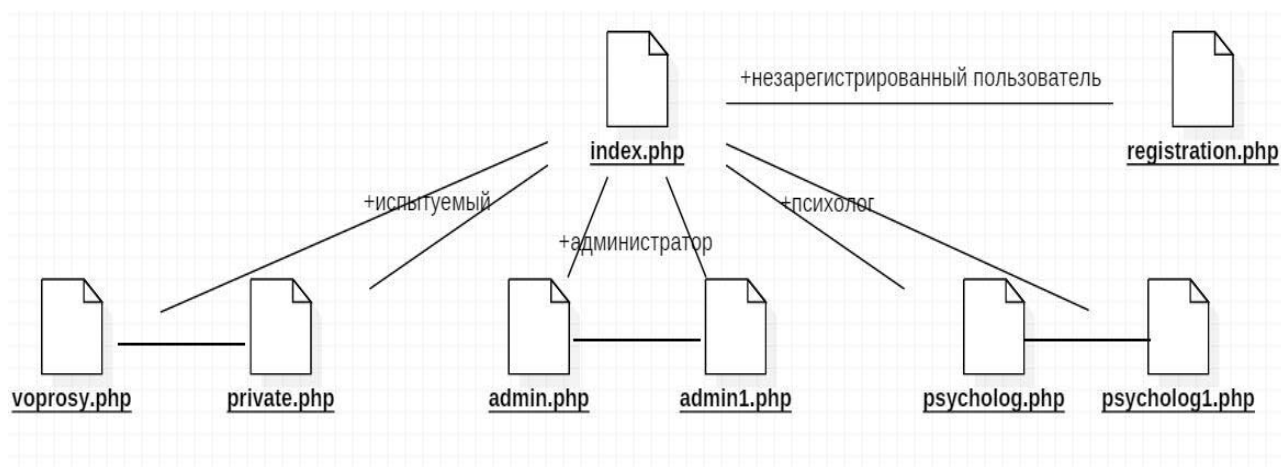 +незарегистрированный пользователь
index.php
registration.php
+испытуемый
+психолог
+администратор
voprosy.php
private.php
admin.php
admin1.php
psycholog.php
psycholog1.php